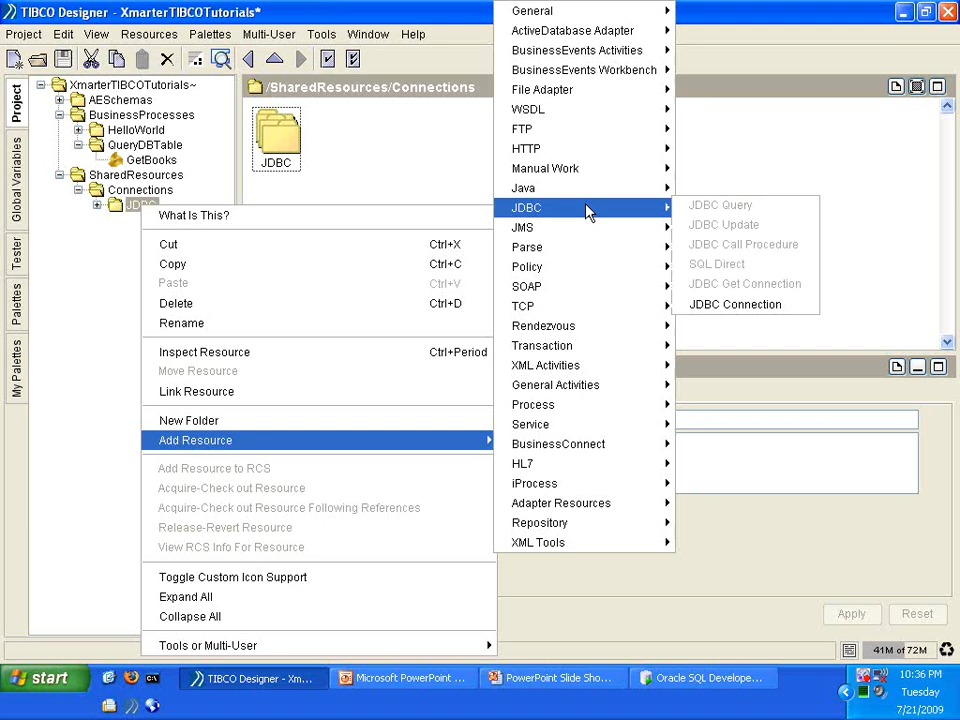 TIBCO Designer - XmarterTIBCOTutorials*
Project Edit View Resources Palettes Multi-User Tools Window Help
Project
Global Variables
Tester
Palettes
My Palettes
XmarterTIBCOTutorials~
AESchemas
BusinessProcesses
HelloWorld
QueryDBTable
GetBooks
SharedResources
Connections
JDBC
/SharedResources/Connections
JDBC
What Is This?
Cut Ctrl+X
Copy Ctrl+C
Paste Ctrl+V
Delete Ctrl+D
Rename
Inspect Resource Ctrl+Period
Move Resource
Link Resource
New Folder
Add Resource
Add Resource to RCS
Acquire-Check out Resource
Acquire-Check out Resource Following References
Release-Revert Resource
View RCS Info For Resource
Toggle Custom Icon Support
Expand All
Collapse All
Tools or Multi-User
General
ActiveDatabase Adapter
BusinessEvents Activities
BusinessEvents Workbench
File Adapter
WSDL
FTP
HTTP
Manual Work
Java
JDBC
JMS
Parse
Policy
SOAP
TCP
Rendezvous
Transaction
XML Activities
General Activities
Process
Service
BusinessConnect
HL7
iProcess
Adapter Resources
Repository
XML Tools
JDBC Query
JDBC Update
JDBC Call Procedure
SQL Direct
JDBC Get Connection
JDBC Connection
Apply Reset
41M of 72M
start
TIBCO Designer - Xm...
Microsoft PowerPoint ...
PowerPoint Slide Sho...
Oracle SQL Develope...
10:36 PM
Tuesday
7/21/2009